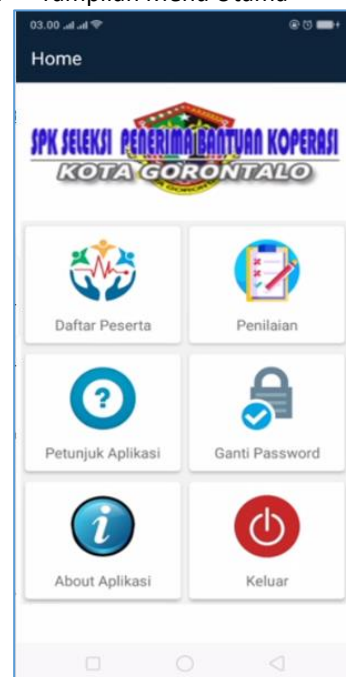 Tampilan Menu Utama
03.00
Home
SPK SELEKSI PENERIMA BANTUAN KOPERASI
KOTA GORONTALO
Daftar Peserta
Penilaian
Petunjuk Aplikasi
Ganti Password
About Aplikasi
Keluar